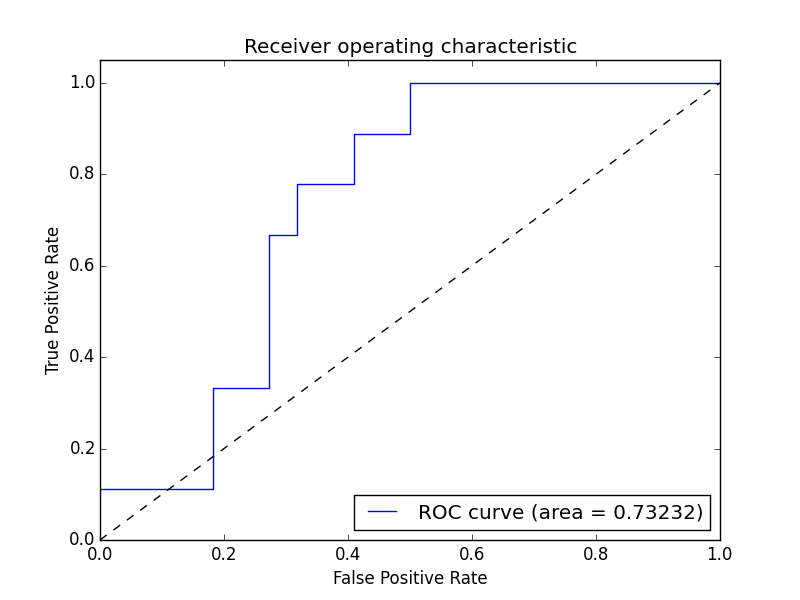 Receiver operating characteristic
1.0
0.8
0.6
0.4
0.2
0.0
True Positive Rate
ROC curve (area = 0.73232)
0.0 0.2 0.4 0.6 0.8 1.0
False Positive Rate